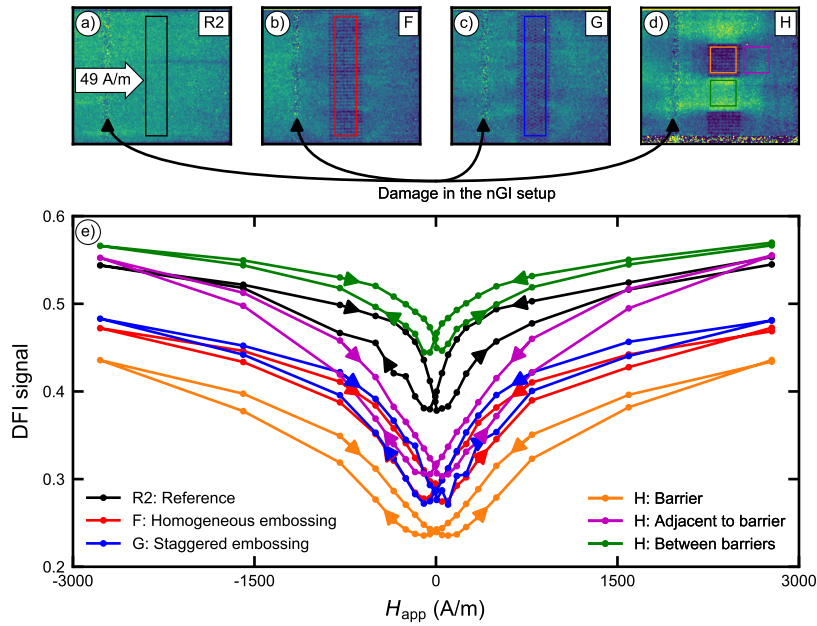 a) R2
b) F
c) G
d) H
49 A/m
Damage in the nGI setup
e)
0.6
0.5
0.4
0.3
0.2
DFI signal
R2: Reference
F: Homogeneous embossing
G: Staggered embossing
H: Barrier
H: Adjacent to barrier
H: Between barriers
-3000 -1500 0 1500 3000
Happ (A/m)